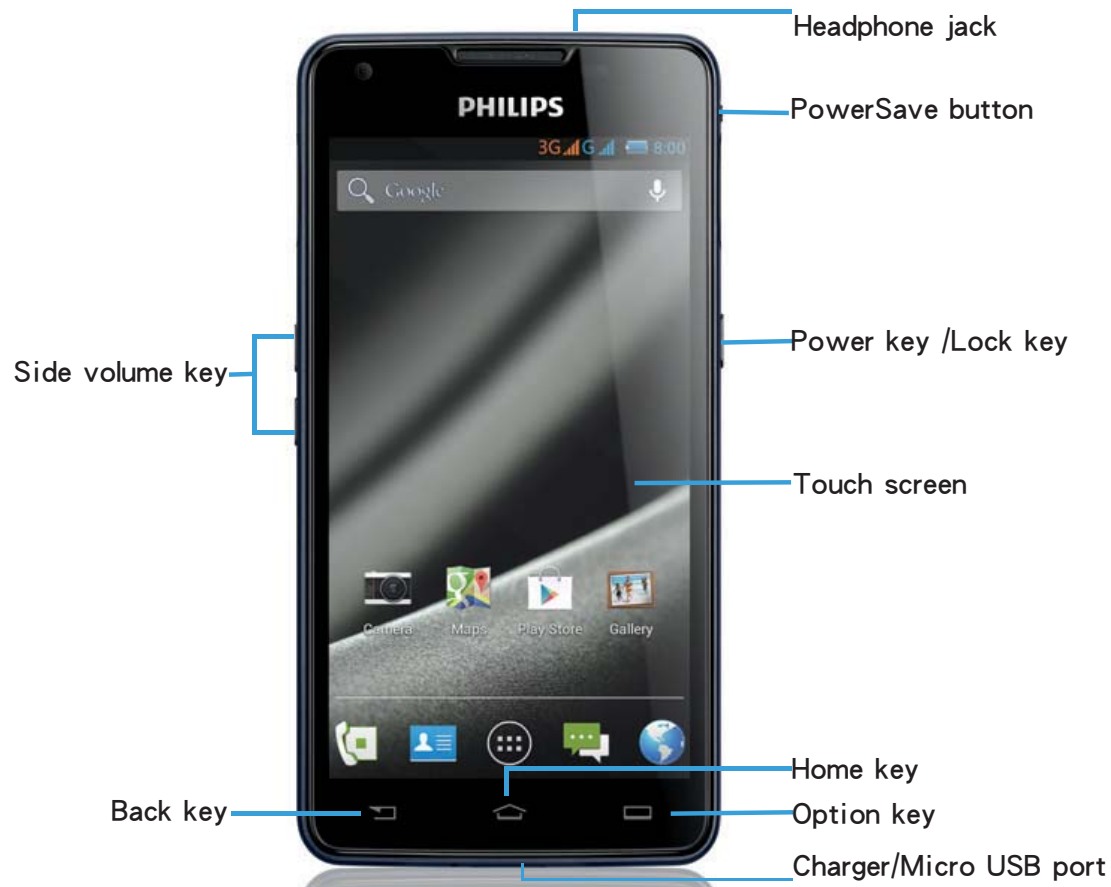 Headphone jack
PHILIPS
PowerSave button
3G G 8:00
Google
Power key /Lock key
Side volume key
Touch screen
Camera Maps Play Store Gallery
Home key
Back key
Option key
Charger/Micro USB port